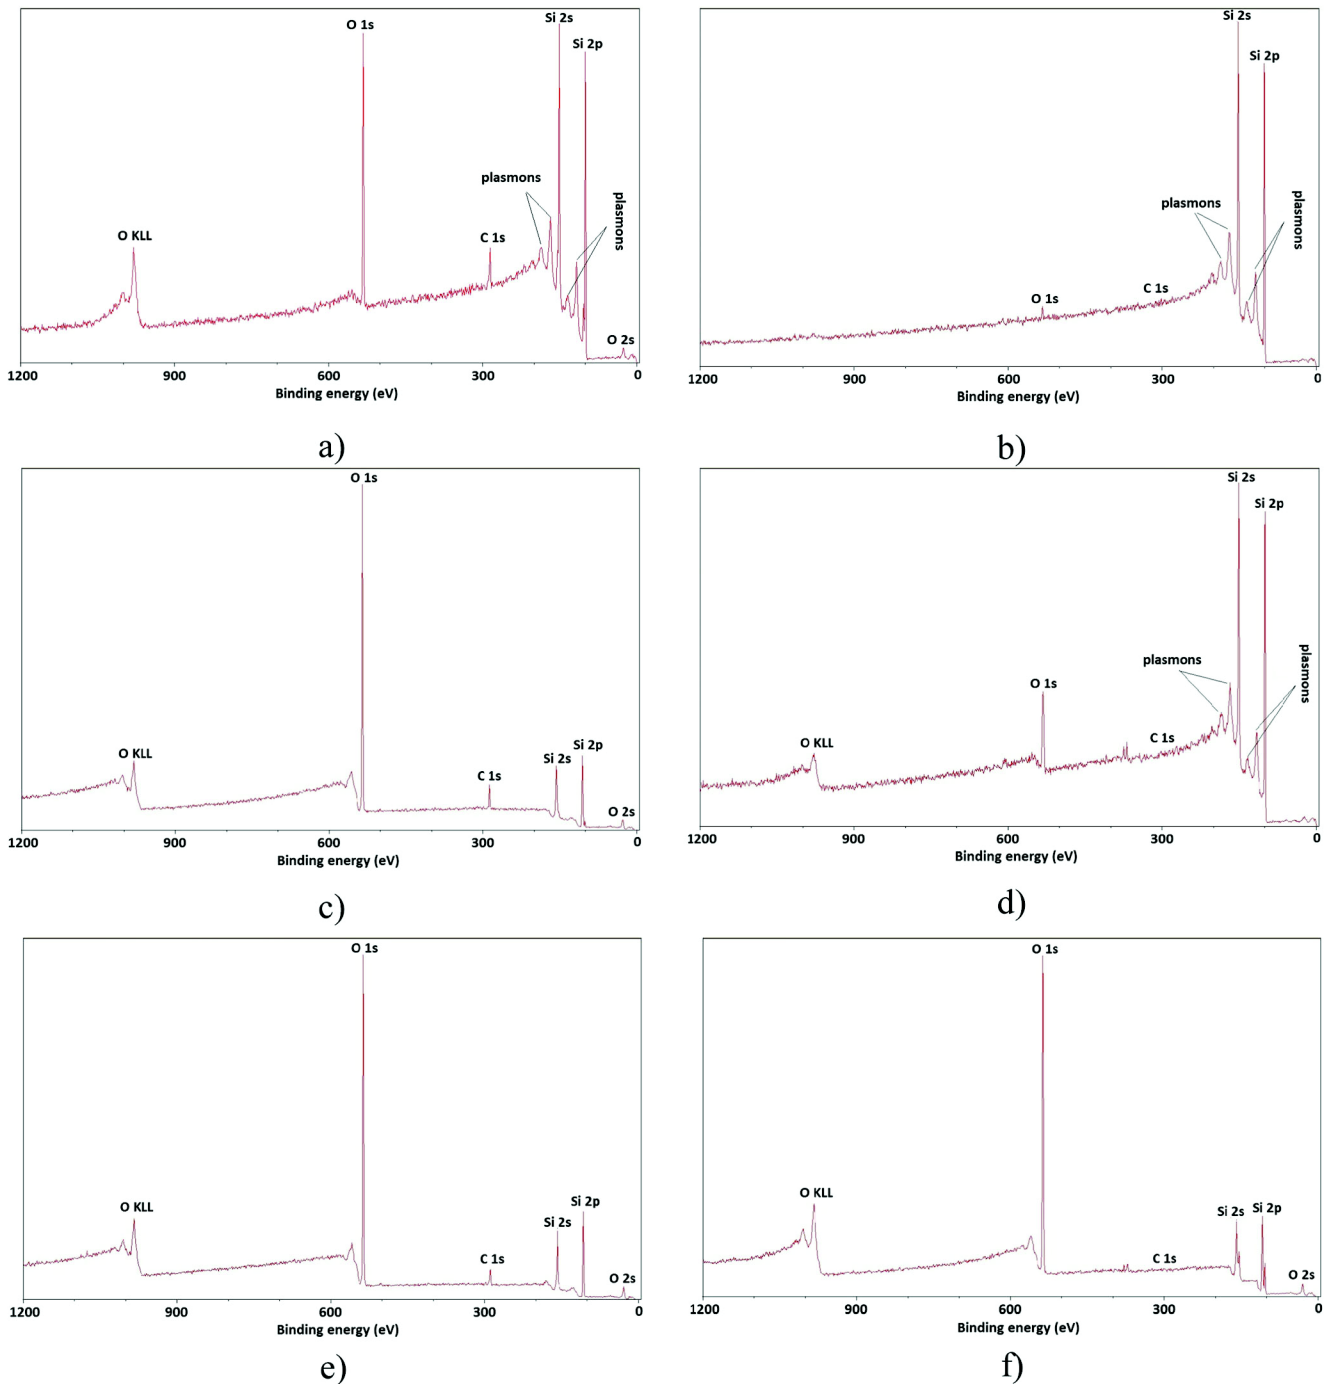 O 1s
Si 2s
Si 2p
plasmons
plasmons
O KLL
C 1s
O 2s
1200 900 600 300 0
Binding energy (eV)
a)
Si 2s
Si 2p
plasmons
plasmons
O 1s
C 1s
1200 900 600 300 0
Binding energy (eV)
b)
O 1s
O KLL
C 1s
Si 2s
Si 2p
O 2s
1200 900 600 300 0
Binding energy (eV)
c)
Si 2s
Si 2p
plasmons
plasmons
O 1s
O KLL
C 1s
1200 900 600 300 0
Binding energy (eV)
d)
O 1s
O KLL
C 1s
Si 2s
Si 2p
O 2s
1200 900 600 300 0
Binding energy (eV)
e)
O 1s
O KLL
C 1s
Si 2s
Si 2p
O 2s
1200 900 600 300 0
Binding energy (eV)
f)